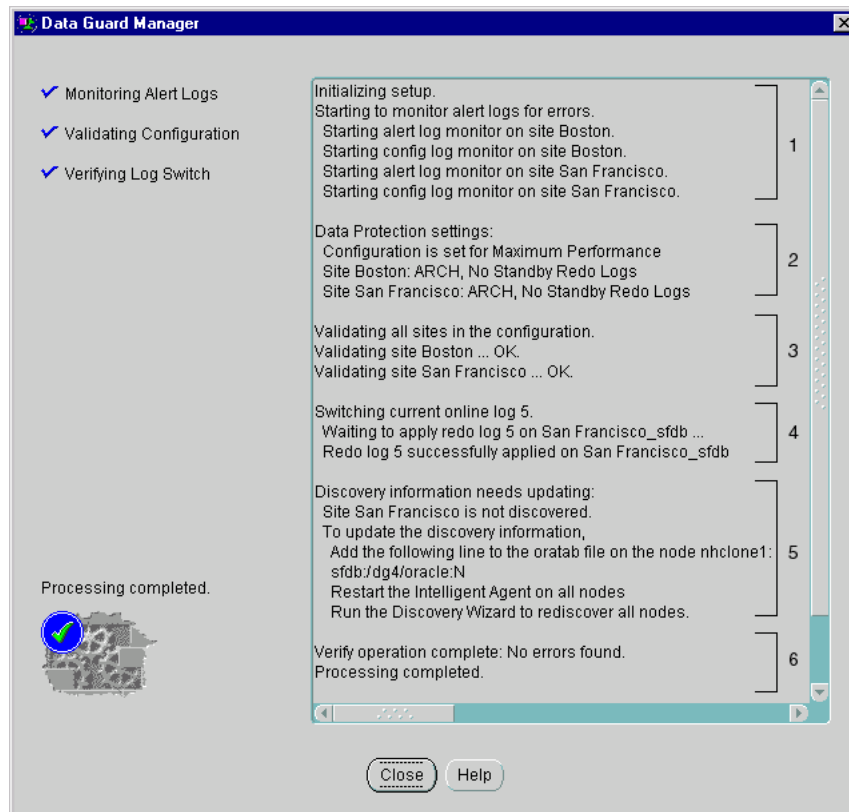 Data Guard Manager
Monitoring Alert Logs
Validating Configuration
Verifying Log Switch
Processing completed.
Initializing setup.
Starting to monitor alert logs for errors.
Starting alert log monitor on site Boston.
Starting config log monitor on site Boston.
Starting alert log monitor on site San Francisco.
Starting config log monitor on site San Francisco.
1
Data Protection settings:
Configuration is set for Maximum Performance
Site Boston: ARCH, No Standby Redo Logs
Site San Francisco: ARCH, No Standby Redo Logs
2
Validating all sites in the configuration.
Validating site Boston ... OK.
Validating site San Francisco ... OK.
3
Switching current online log 5.
Waiting to apply redo log 5 on San Francisco_sfdb ...
Redo log 5 successfully applied on San Francisco_sfdb
4
Discovery information needs updating:
Site San Francisco is not discovered.
To update the discovery information,
Add the following line to the oratab file on the node nhclone1:
sfdb:/dg4/oracle:N
Restart the Intelligent Agent on all nodes
Run the Discovery Wizard to rediscover all nodes.
5
Verify operation complete: No errors found.
Processing completed.
6
Close
Help